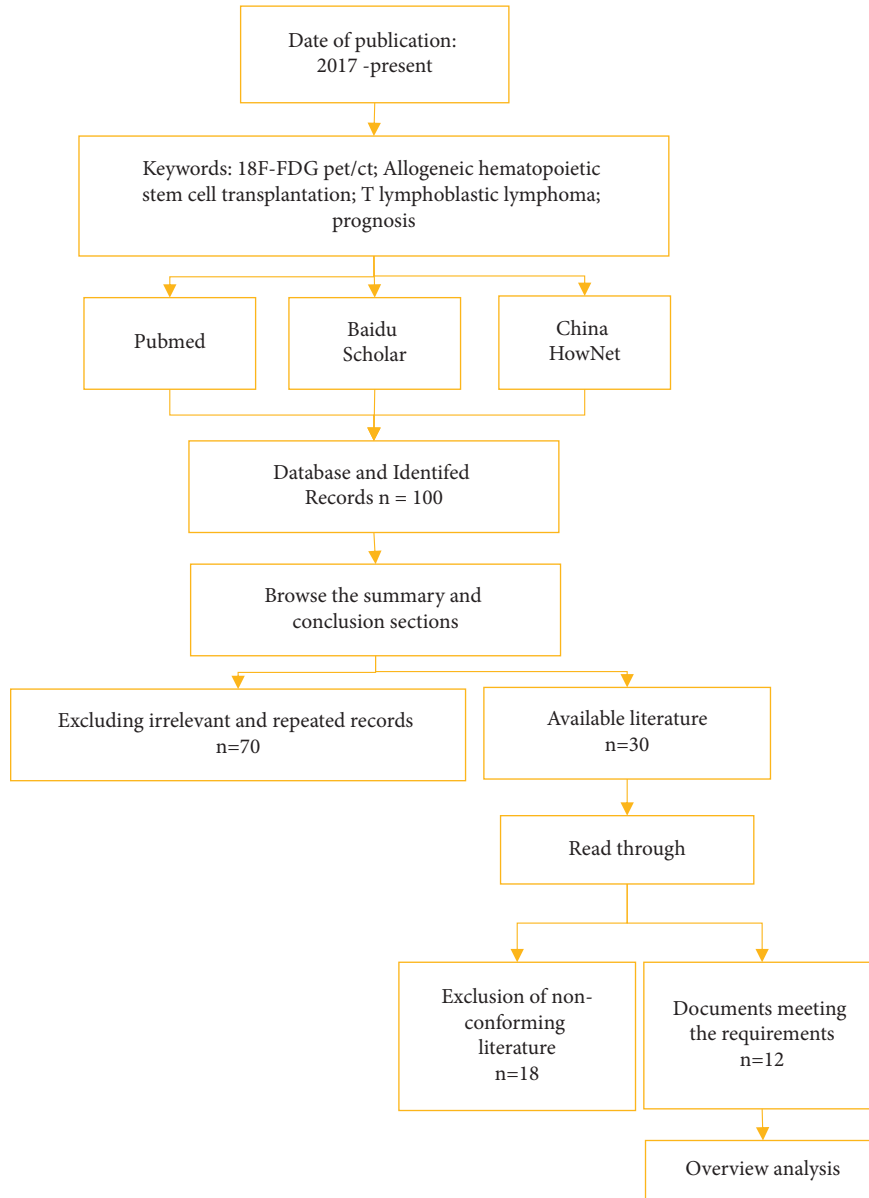 Date of publication:
2017 -present
Keywords: 18F-FDG pet/ct; Allogeneic hematopoietic
stem cell transplantation; T lymphoblastic lymphoma;
prognosis
Pubmed
Baidu
Scholar
China
HowNet
Database and Identifed
Records n = 100
Browse the summary and
conclusion sections
Excluding irrelevant and repeated records
n=70
Available literature
n=30
Read through
Exclusion of non-
conforming
literature
n=18
Documents meeting
the requirements
n=12
Overview analysis